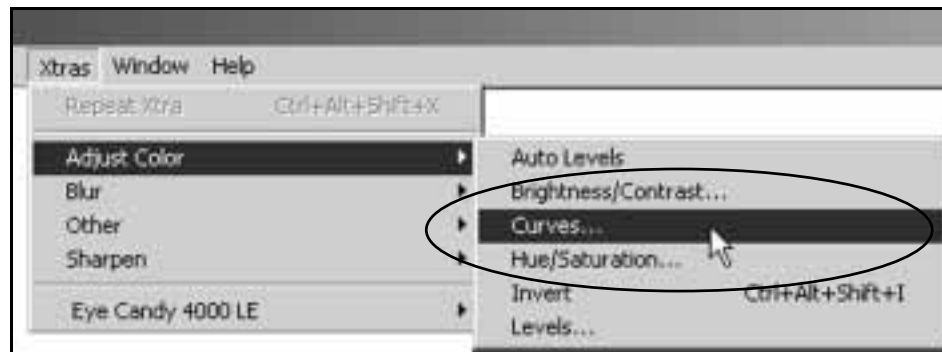 Xtras Window Help
Repeat Xtra Ctrl+Alt+Shift+X
Adjust Color
Blur
Other
Sharpen
Eye Candy 4000 LE
Auto Levels
Brightness/Contrast...
Curves...
Hue/Saturation...
Invert Ctrl+Alt+Shift+I
Levels...